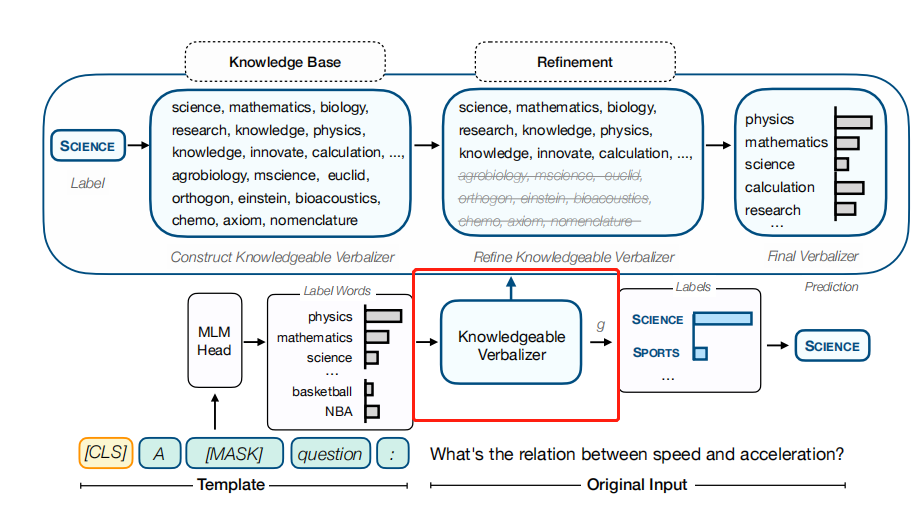 Knowledge Base
Refinement
SCIENCE
Label
science, mathematics, biology,
research, knowledge, physics,
knowledge, innovate, calculation, ...,
agrobiology, mscience, euclid,
orthogon, einstein, bioacoustics,
chemo, axiom, nomenclature
Construct Knowledgeable Verbalizer
science, mathematics, biology,
research, knowledge, physics,
knowledge, innovate, calculation, ...,
agrobiology, mscience, euclid,
orthogon, einstein, bioacoustics,
chemo, axiom, nomenclature
Refine Knowledgeable Verbalizer
physics
mathematics
science
calculation
research
...
Final Verbalizer
MLM
Head
Label Words
physics
mathematics
science
...
basketball
NBA
Knowledgeable
Verbalizer
g
Labels
SCIENCE
SPORTS
...
Prediction
SCIENCE
[CLS] A [MASK] question :
What's the relation between speed and acceleration?
Template
Original Input